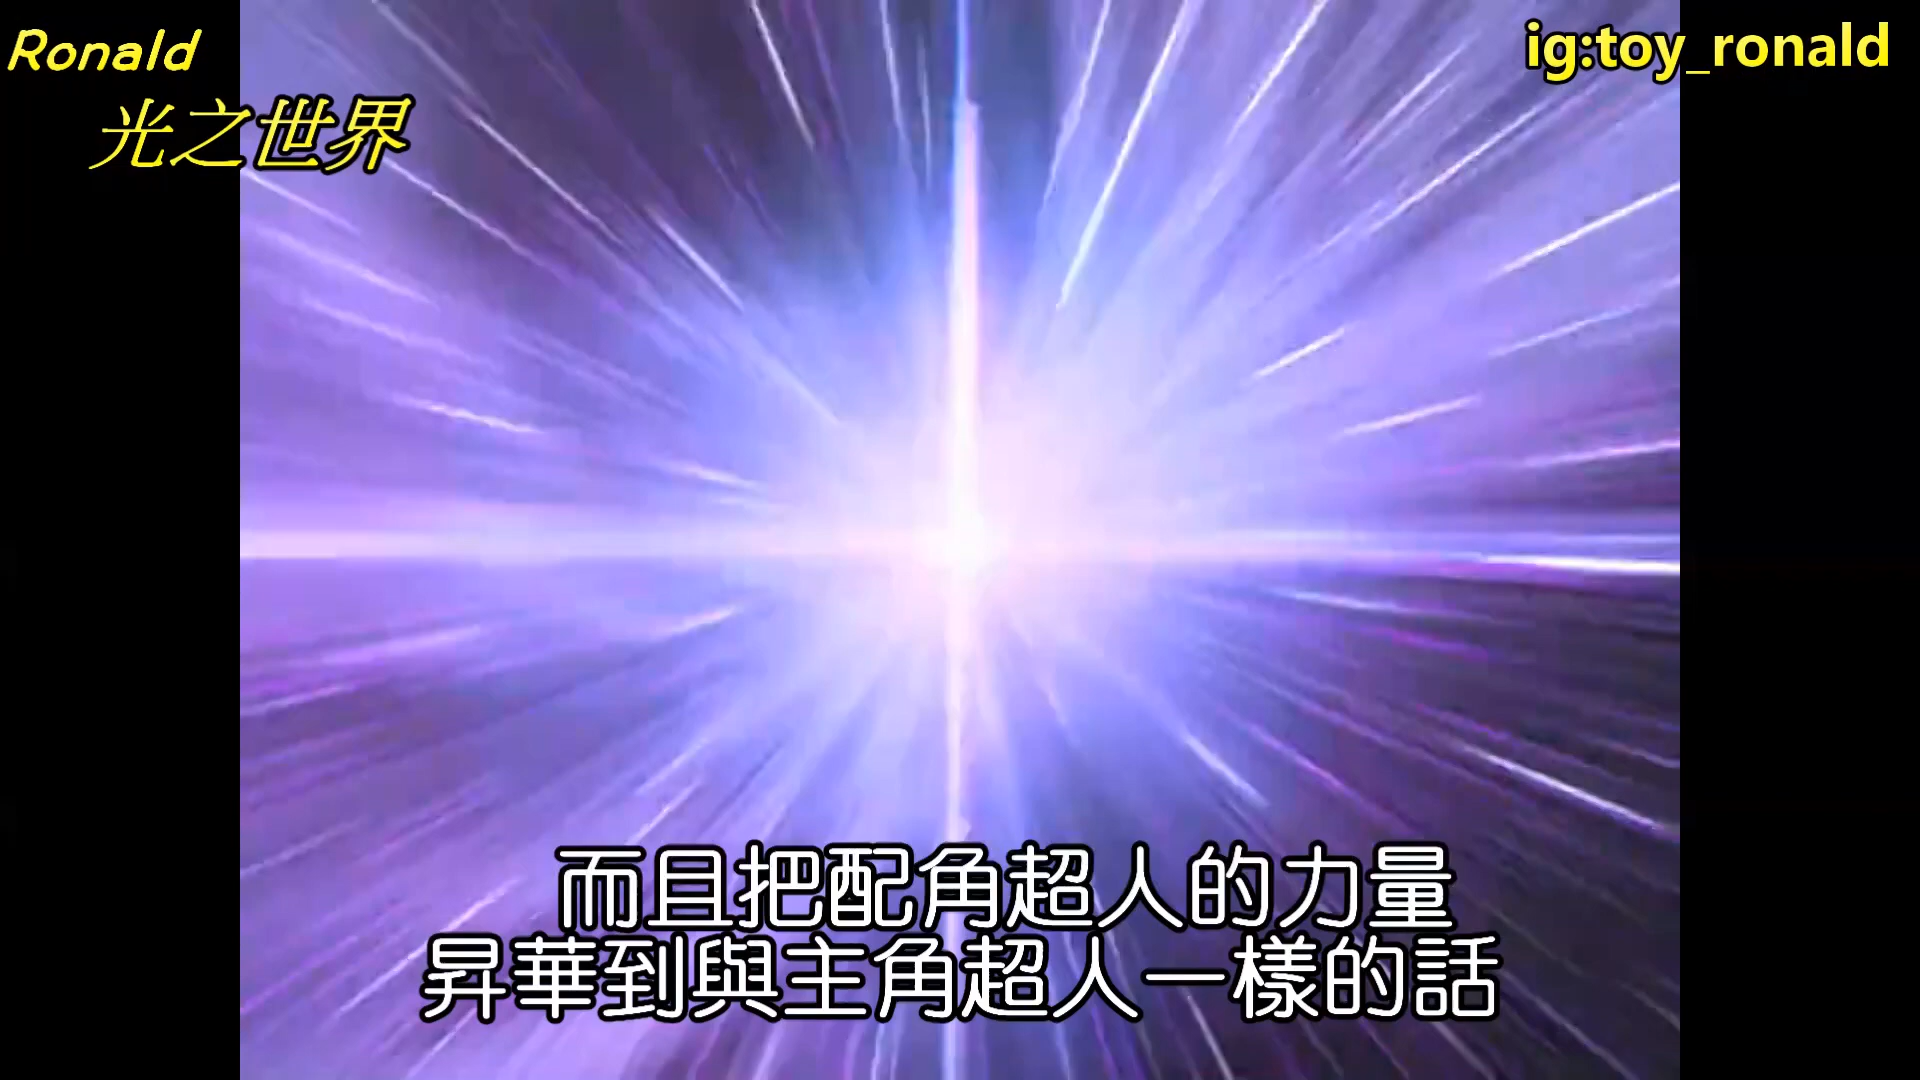 Ronald
ig:toy_ronald
光之世界
而且把配角超人的力量
昇華到與主角超人一樣的話